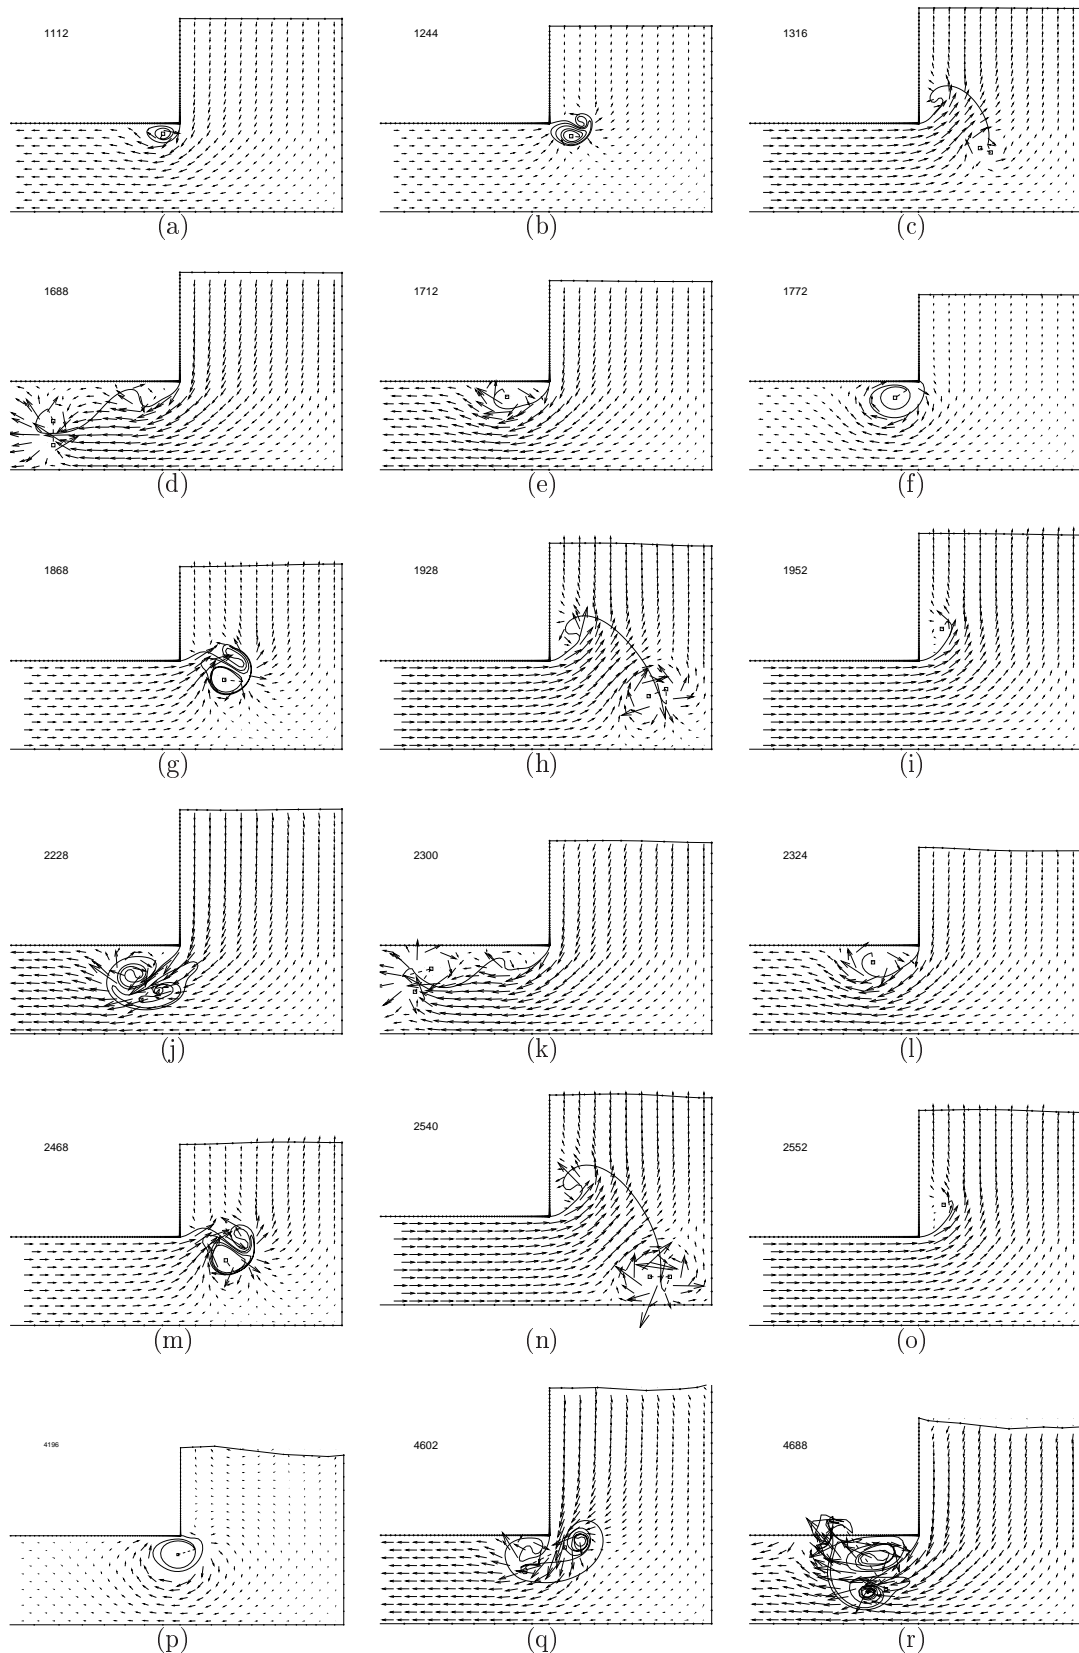 1112
1244
1316
(a)
(b)
(c)
1688
1712
1772
(d)
(e)
(f)
1868
1928
1952
(g)
(h)
(i)
2228
2300
2324
(j)
(k)
(l)
2468
2540
2552
(m)
(n)
(o)
4196
4602
4688
(p)
(q)
(r)